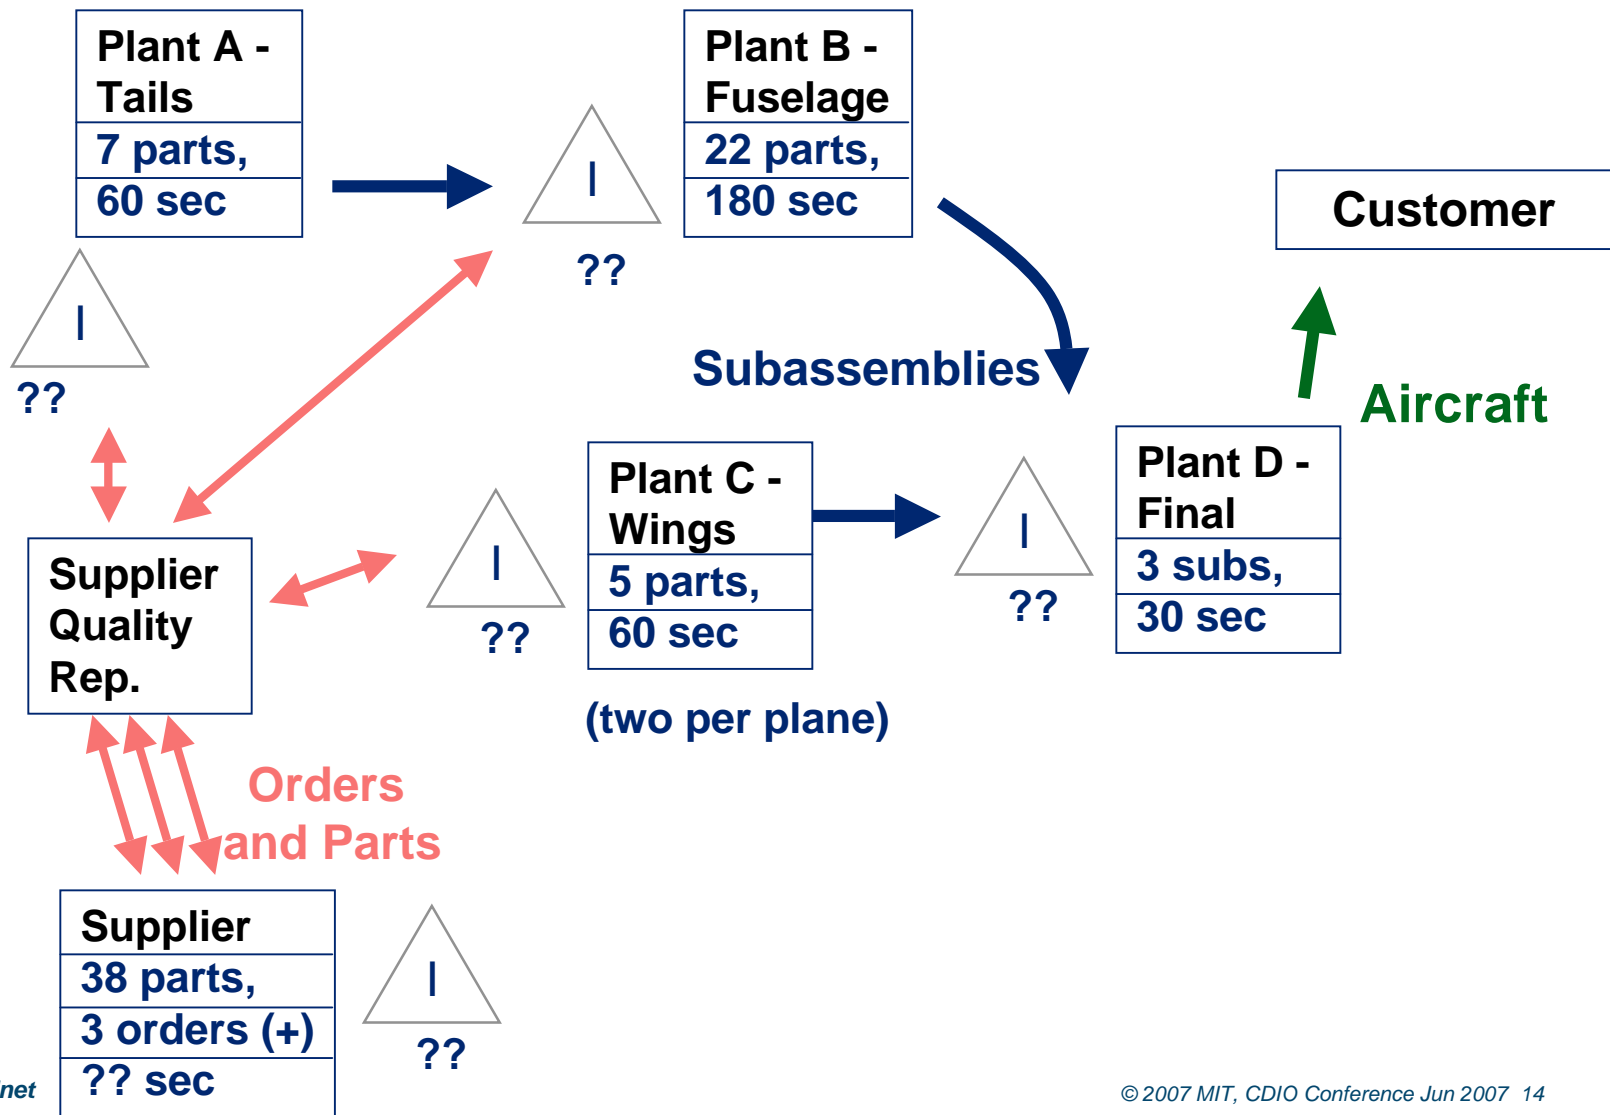 Plant A -
Tails
7 parts,
60 sec
I
??
I
??
Plant B -
Fuselage
22 parts,
180 sec
Customer
Subassemblies
Aircraft
Supplier
Quality
Rep.
I
??
Plant C -
Wings
5 parts,
60 sec
(two per plane)
I
??
Plant D -
Final
3 subs,
30 sec
Orders
and Parts
Supplier
38 parts,
3 orders (+)
?? sec
I
??
net
© 2007 MIT, CDIO Conference Jun 2007 14